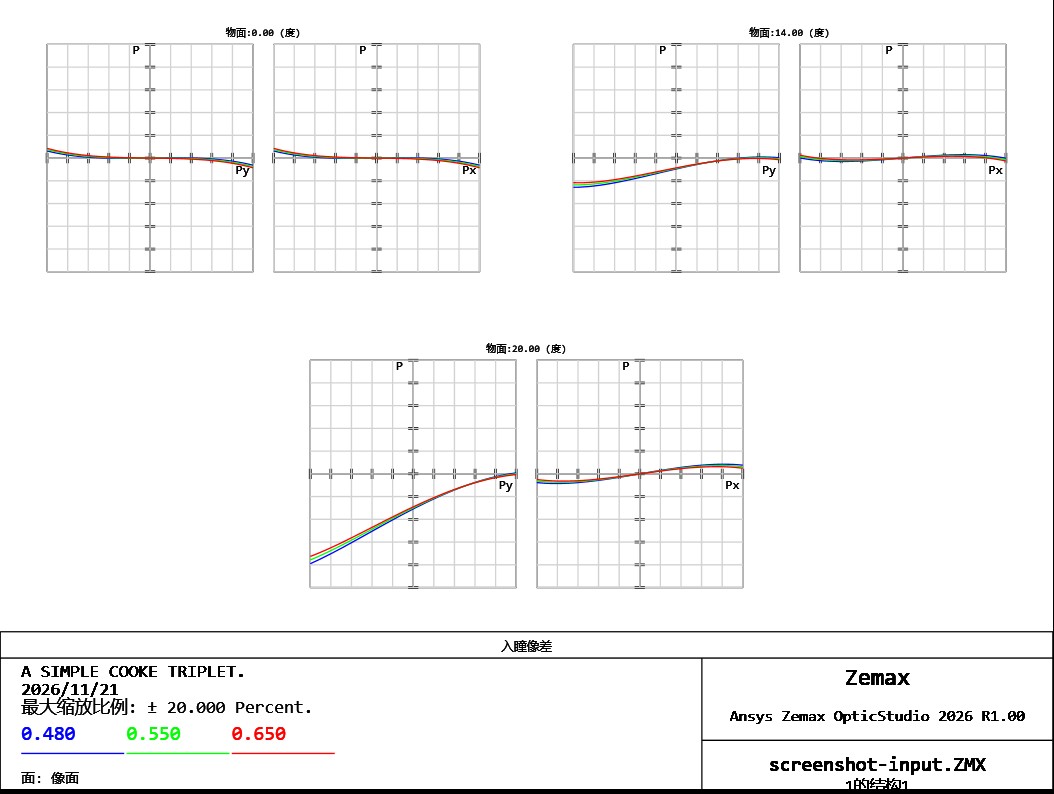 物面:0.00 (度)
P
Py
P
Px
物面:14.00 (度)
P
Py
P
Px
物面:20.00 (度)
P
Py
P
Px
入瞳像差
A SIMPLE COOKE TRIPLET.
2026/11/21
最大缩放比例: ± 20.000 Percent.
0.480 0.550 0.650
面: 像面
Zemax
Ansys Zemax OpticStudio 2026 R1.00
screenshot-input.ZMX
1的结构1